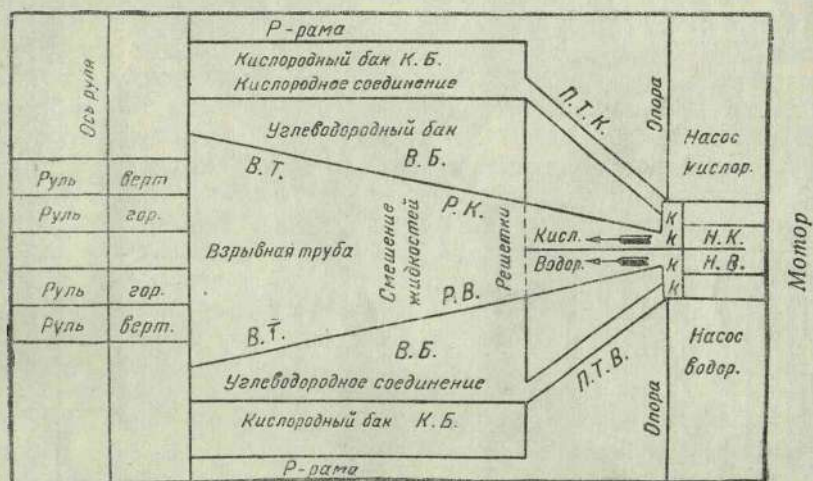 Р-рама
Кислородный бак К.Б.
Кислородное соединение
Ось руля
П.Т.К.
Опора
Насос
кислор.
Углеводородный бак
В.Б.
В.Т.
Руль верт
Руль гор.
Р.К.
Решетки
Смешение
жидкостей
Взрывная труба
Кисл.
Водор.
к
к Н.К.
к Н.В.
к
Мотор
Руль гор.
Руль верт.
Р.В.
В.Т.
В.Б.
П.Т.В.
Опора
Насос
водор.
Углеводородное соединение
Кислородный бак К.Б.
Р-рама